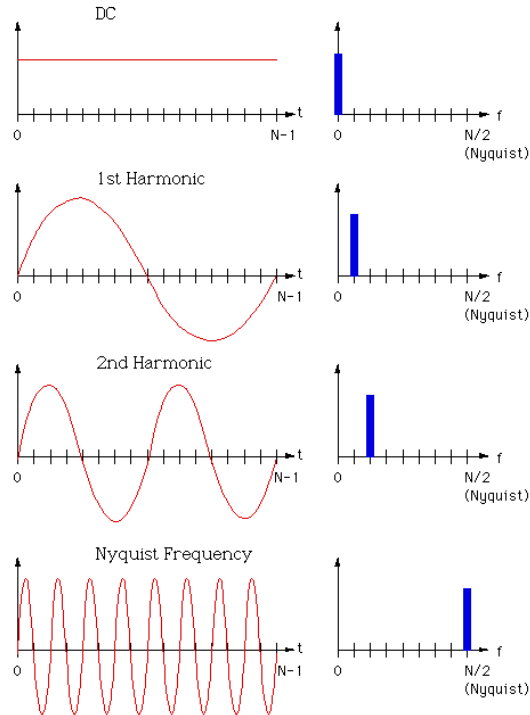 DC
t
f
0
N-1
0
N/2
(Nyquist)
1st Harmonic
t
f
0
N-1
0
N/2
(Nyquist)
2nd Harmonic
t
f
0
N-1
0
N/2
(Nyquist)
Nyquist Frequency
t
f
0
N-1
0
N/2
(Nyquist)